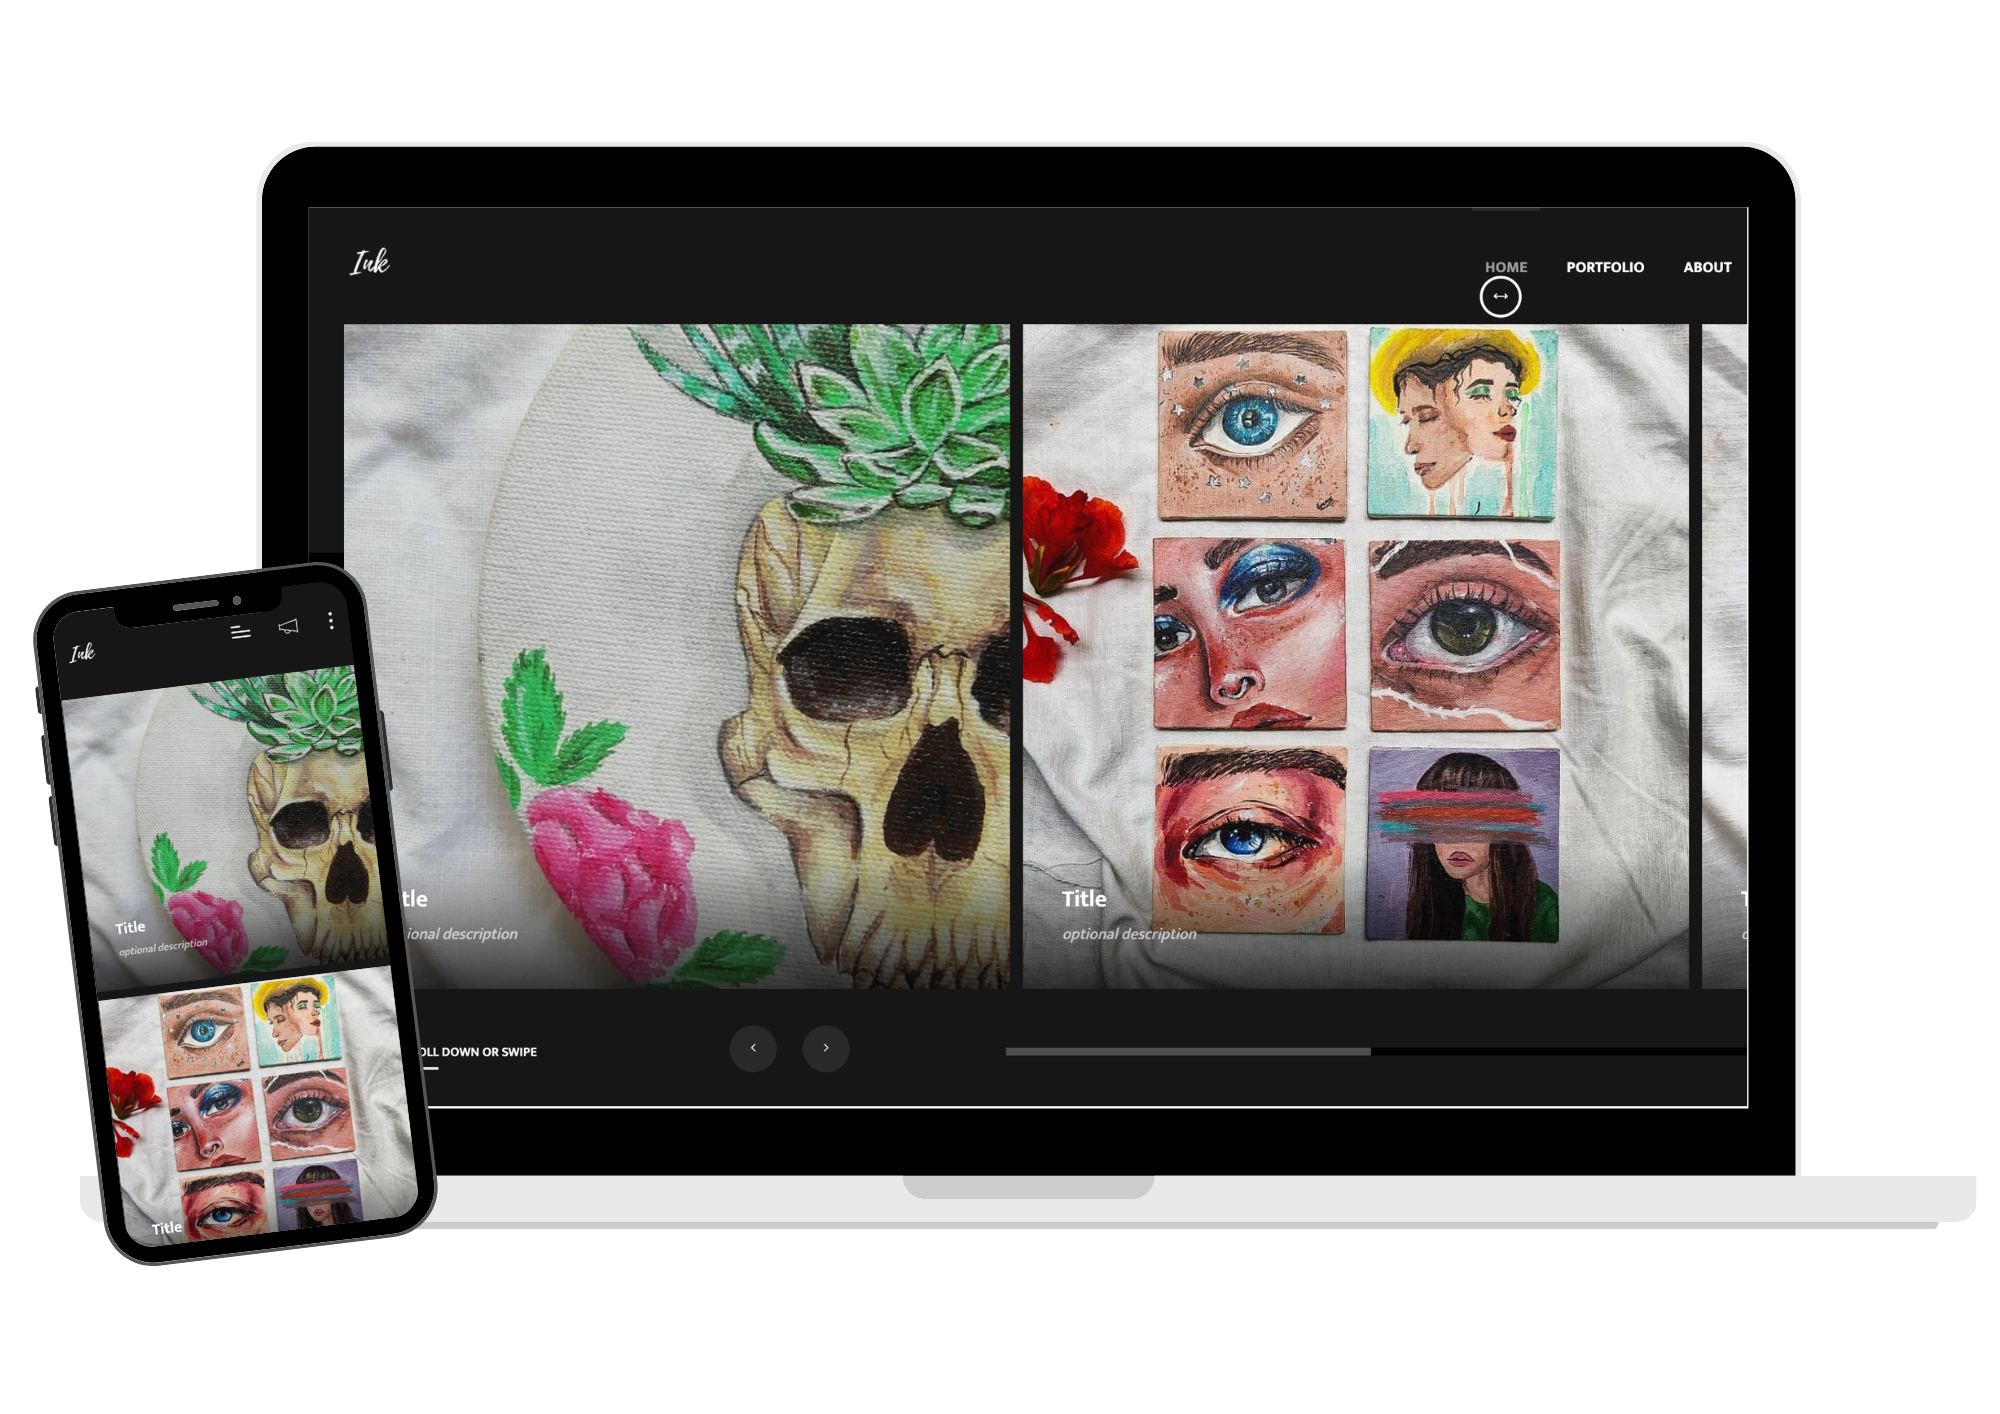 Ink
HOME PORTFOLIO ABOUT
tle
ional description
Title
optional description
OLL DOWN OR SWIPE
Ink
Title
optional description
Title